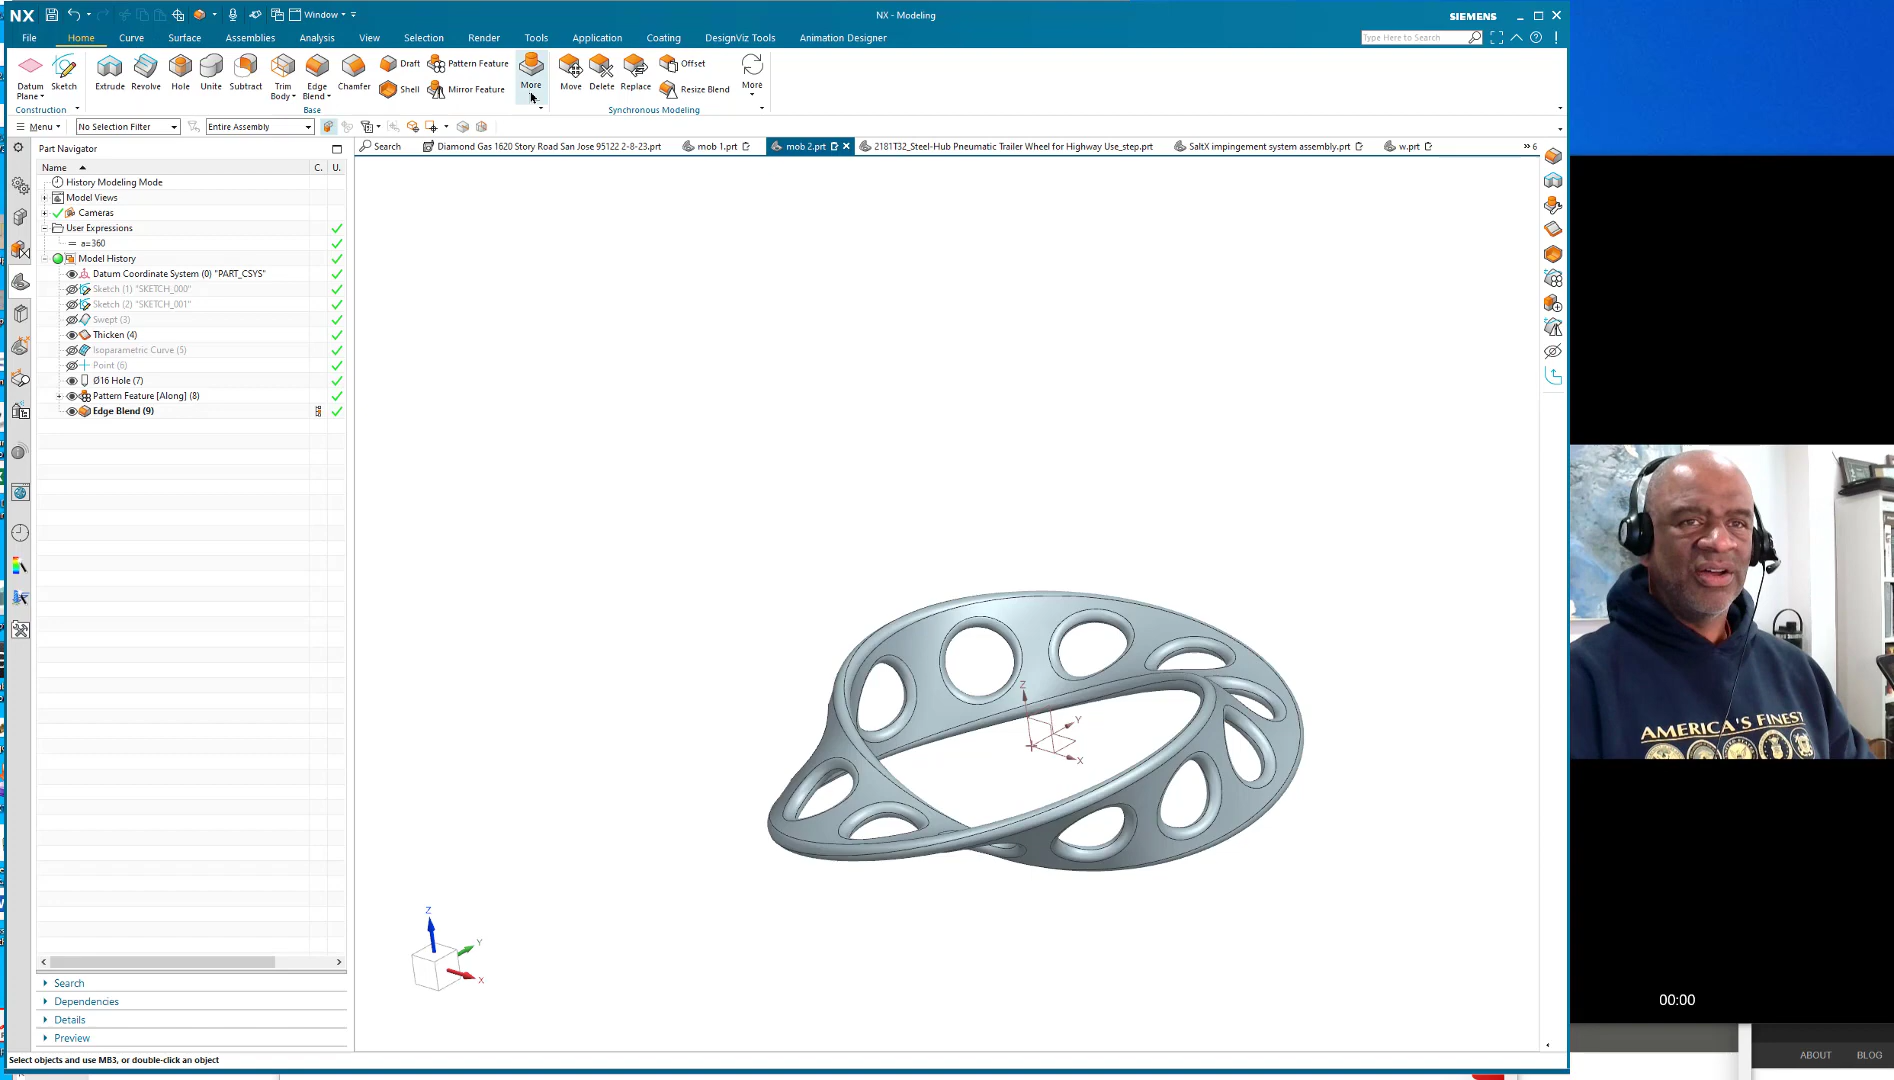 NX
Window
NX - Modeling
SIEMENS
File Home Curve Surface Assemblies Analysis View Selection Render Tools Application Coating DesignViz Tools Animation Designer
Type Here to Search
Datum Plane Sketch Extrude Revolve Hole Unite Subtract Trim Body Edge Blend Chamfer Draft Shell Pattern Feature Mirror Feature More Move Delete Replace Offset Resize Blend More
Construction Base Synchronous Modeling
Menu No Selection Filter Entire Assembly
Part Navigator
Search Diamond Gas 1620 Story Road San Jose 95122 2-8-23.prt mob 1.prt mob 2.prt 2181T32_Steel-Hub Pneumatic Trailer Wheel for Highway Use_step.prt SaltX impingement system assembly.prt w.prt 6
Name C. U.
History Modeling Mode
Model Views
Cameras
User Expressions
a=360
Model History
Datum Coordinate System (0) "PART_CSYS"
Sketch (1) "SKETCH_000"
Sketch (2) "SKETCH_001"
Swept (3)
Thicken (4)
Isoparametric Curve (5)
Point (6)
Ø16 Hole (7)
Pattern Feature [Along] (8)
Edge Blend (9)
Z
Y
X
AMERICA'S FINEST
Z
Y
X
Search
Dependencies
Details
Preview
00:00
ABOUT BLOG
Select objects and use MB3, or double-click an object